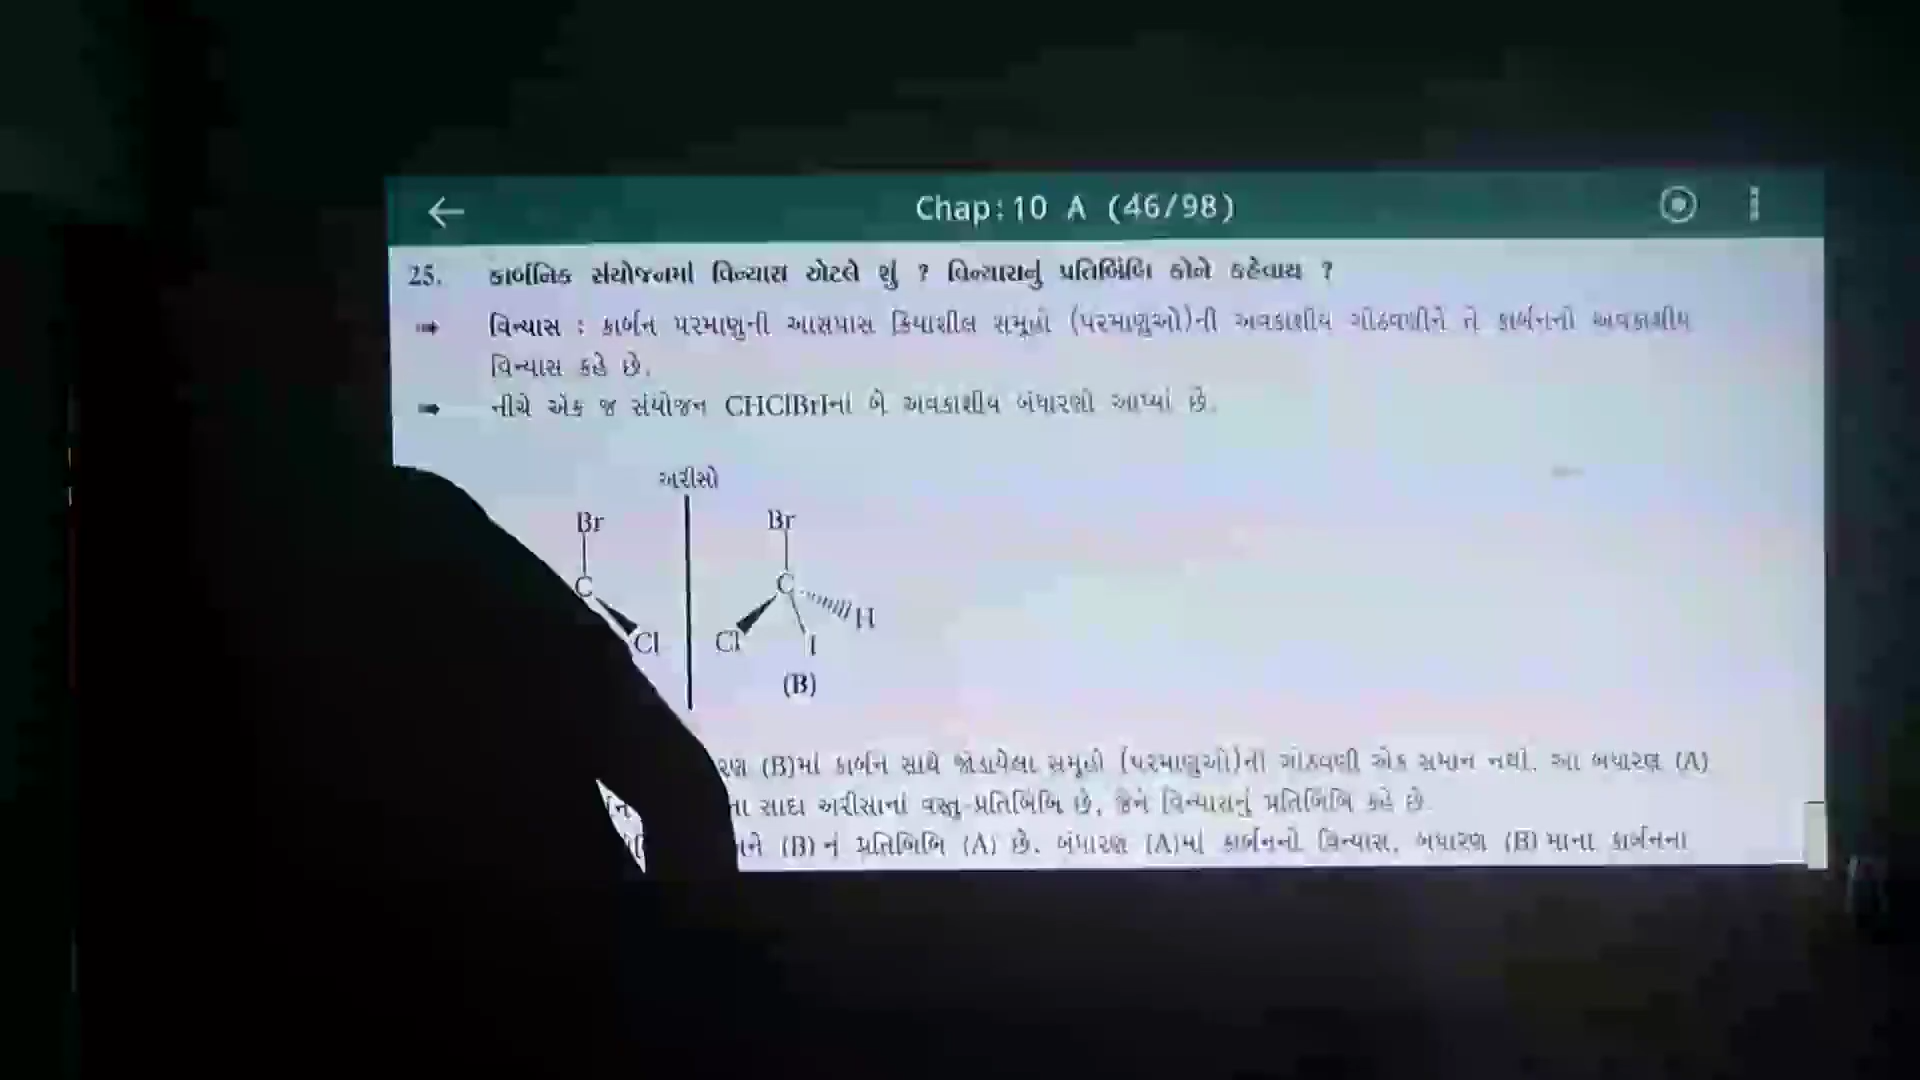 Chap:10 A (46/98)
25. કાર્બનિક સંયોજનમાં વિન્યાસ એટલે શું ? વિન્યાસનું પ્રતિબિંબ કોને કહેવાય ?
➡ વિન્યાસ : કાર્બન પરમાણુની આસપાસ ક્રિયાશીલ સમૂહો (પરમાણુઓ)ની અવકાશીય ગોઠવણીને તે કાર્બનનો અવકાશીય
વિન્યાસ કહે છે.
➡ નીચે એક જ સંયોજન CHClBrIનાં બે અવકાશીય બંધારણો આપ્યાં છે.
અરીસો
Br Br
C C
H
Cl Cl I
(B)
(B)માં કાર્બન સાથે જોડાયેલા સમૂહો (પરમાણુઓ)ની ગોઠવણી એક સમાન નથી. આ બંધારણ (A)
સાદા અરીસાનાં વસ્તુ-પ્રતિબિંબ છે, જેને વિન્યાસનું પ્રતિબિંબ કહે છે.
(B) નું પ્રતિબિંબ (A) છે. બંધારણ (A)માં કાર્બનનો વિન્યાસ, બંધારણ (B) માંના કાર્બનના